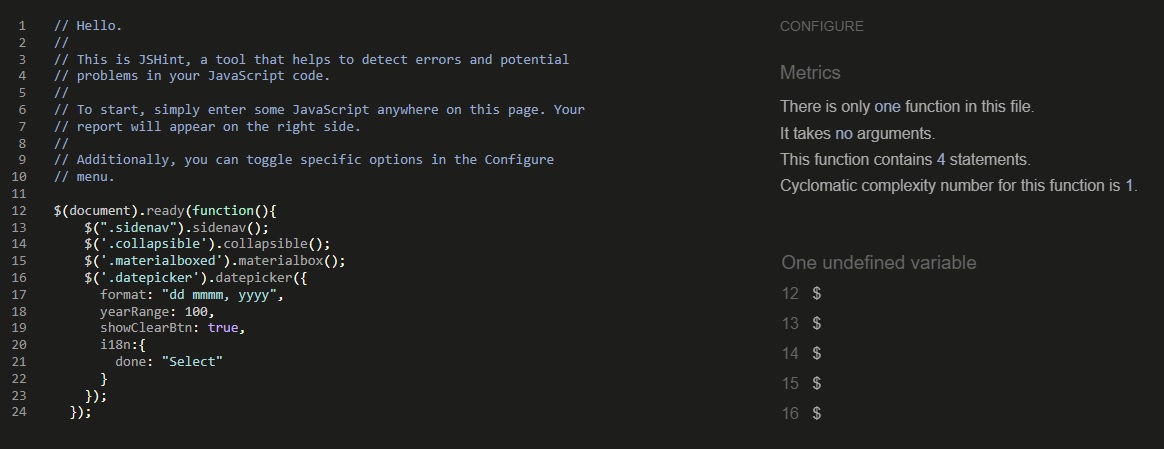 1 // Hello.
2 //
3 // This is JSHint, a tool that helps to detect errors and potential
4 // problems in your JavaScript code.
5 //
6 // To start, simply enter some JavaScript anywhere on this page. Your
7 // report will appear on the right side.
8 //
9 // Additionally, you can toggle specific options in the Configure
10 // menu.
11
12 $(document).ready(function(){
13     $(".sidenav").sidenav();
14     $('.collapsible').collapsible();
15     $('.materialboxed').materialbox();
16     $('.datepicker').datepicker({
17       format: "dd mmmm, yyyy",
18       yearRange: 100,
19       showClearBtn: true,
20       i18n:{
21         done: "Select"
22       }
23     });
24   });
CONFIGURE
Metrics
There is only one function in this file.
It takes no arguments.
This function contains 4 statements.
Cyclomatic complexity number for this function is 1.
One undefined variable
12 $
13 $
14 $
15 $
16 $